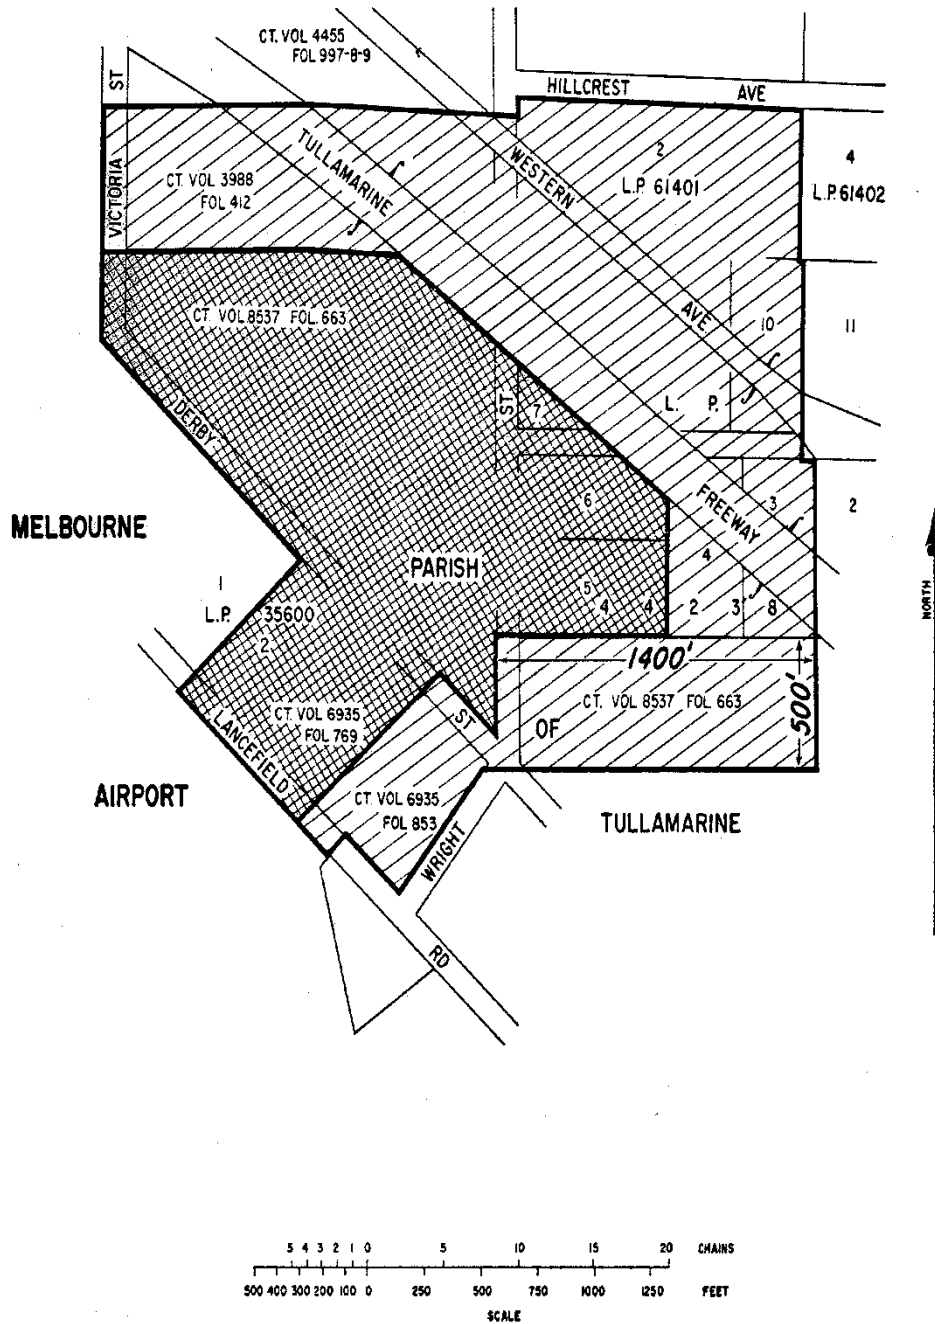 CT. VOL 4455
FOL 997-8-9
ST
HILLCREST AVE
VICTORIA
TULLAMARINE
WESTERN
2
L.P. 61401
4
L.P. 61402
CT. VOL 3988
FOL 412
CT. VOL 8537 FOL. 663
AVE
10
11
DERBY
ST
7
L. P.
6
FREEWAY
3
2
MELBOURNE
PARISH
4
1
L.P. 35600
2
5
4 4 2 3 8
1400'
500'
CT. VOL 8537 FOL 663
CT. VOL 6935
FOL 769
LANCEFIELD
ST
OF
AIRPORT
CT. VOL 6935
FOL 853
WRIGHT
TULLAMARINE
RD
NORTH
5 4 3 2 1 0 5 10 15 20 CHAINS
500 400 300 200 100 0 250 500 750 1000 1250 FEET
SCALE